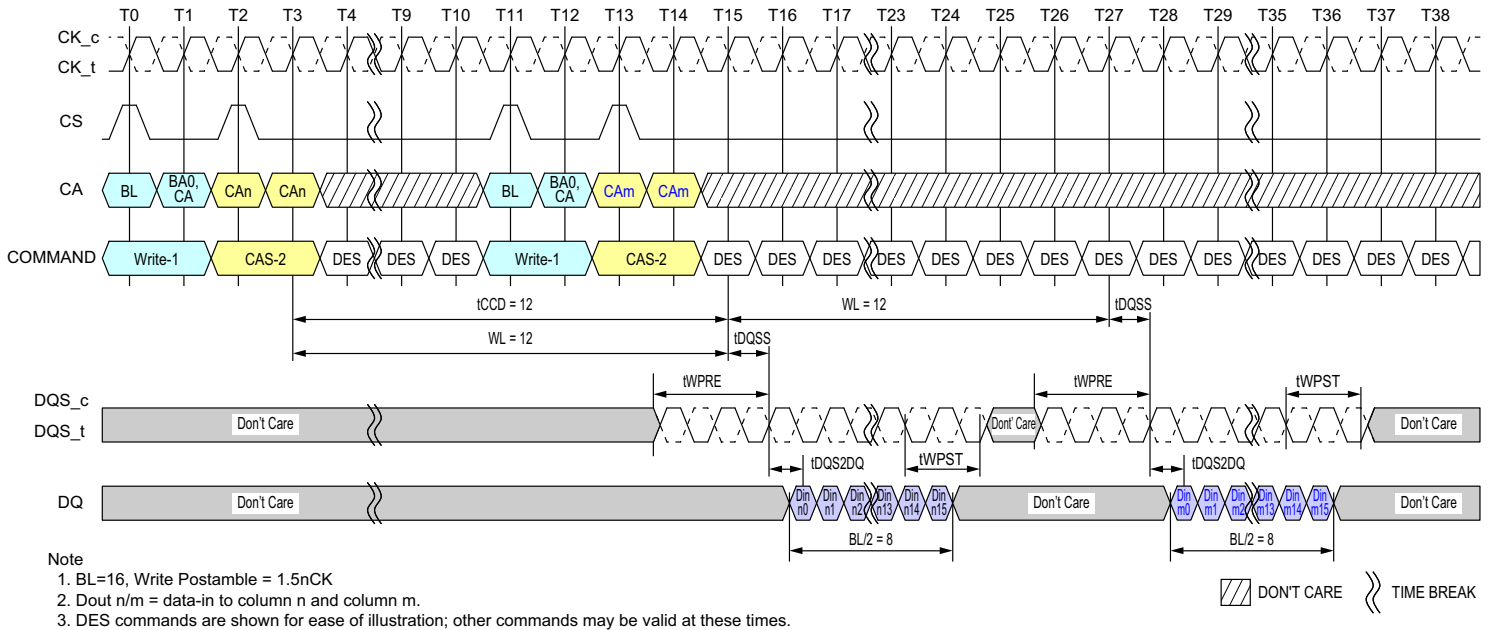 T0 T1 T2 T3 T4 T9 T10 T11 T12 T13 T14 T15 T16 T17 T23 T24 T25 T26 T27 T28 T29 T35 T36 T37 T38
CK_c
CK_t
CS
CA
BL
BA0,
CA
CAn
CAn
BL
BA0,
CA
CAm
CAm
COMMAND
Write-1 CAS-2 DES DES DES Write-1 CAS-2 DES DES DES DES DES DES DES DES DES DES DES DES DES DES
tCCD = 12 WL = 12 tDQSS
WL = 12 tDQSS
tWPRE tWPRE tWPST
DQS_c
DQS_t
Don't Care Dont' Care Don't Care
tDQS2DQ tWPST tDQS2DQ
DQ
Don't Care
Din
n0
Din
n1
Din
n2
Din
n13
Din
n14
Din
n15
Don't Care
Din
m0
Din
m1
Din
m2
Din
m13
Din
m14
Din
m15
Don't Care
BL/2 = 8 BL/2 = 8
Note
1. BL=16, Write Postamble = 1.5nCK
2. Dout n/m = data-in to column n and column m.
3. DES commands are shown for ease of illustration; other commands may be valid at these times.
DON'T CARE TIME BREAK